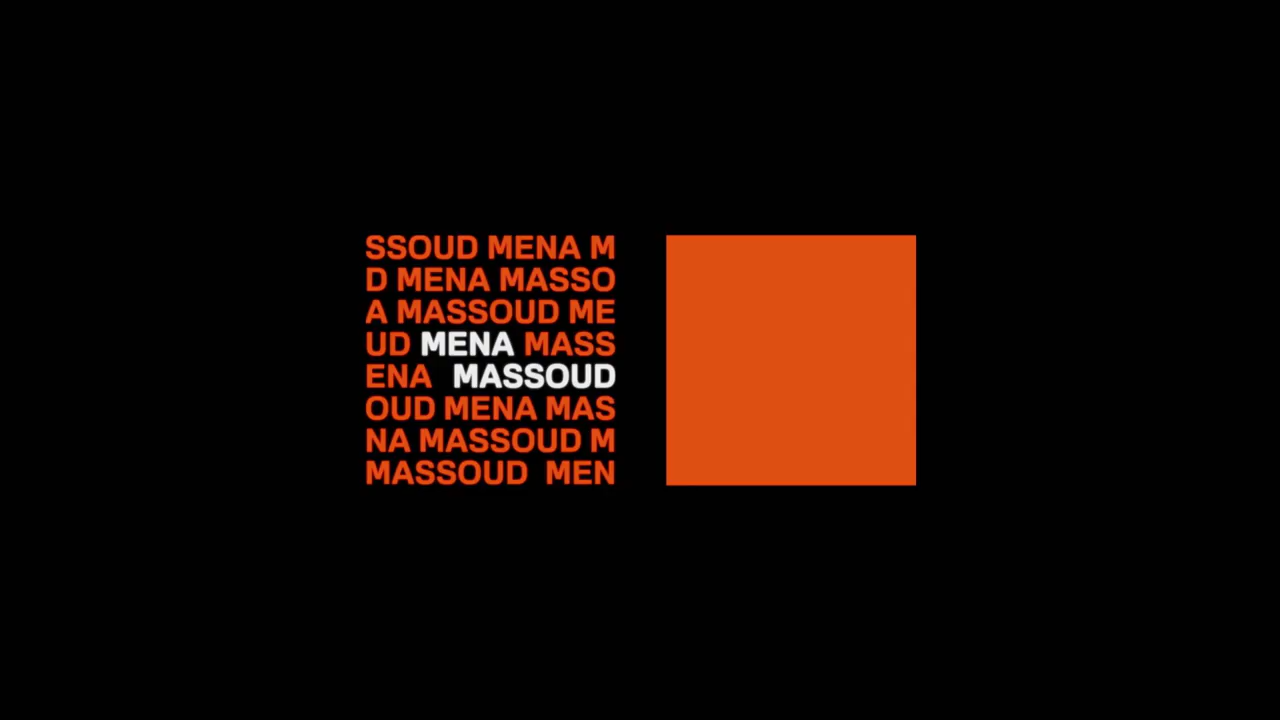 SSOUD MENA M
D MENA MASSO
A MASSOUD ME
UD MENA MASS
ENA MASSOUD
OUD MENA MAS
NA MASSOUD M
MASSOUD MEN